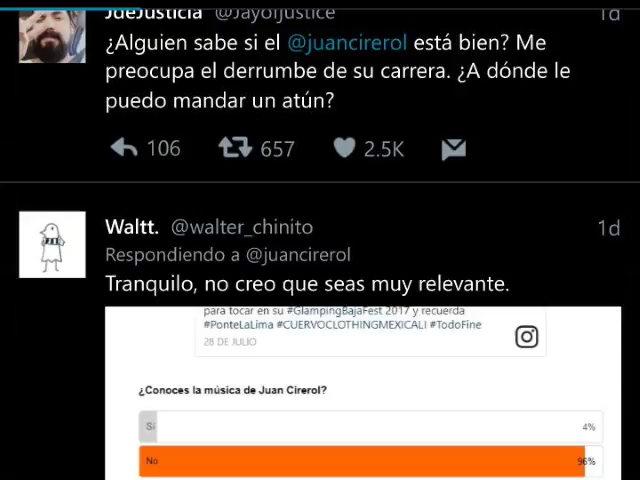 JdeJusticia @Jayofjustice 1d
¿Alguien sabe si el @juancirerol está bien? Me
preocupa el derrumbe de su carrera. ¿A dónde le
puedo mandar un atún?
106 657 2.5K
Waltt. @walter_chinito 1d
Respondiendo a @juancirerol
Tranquilo, no creo que seas muy relevante.
para tocar en su #GlampingBajaFest 2017 y recuerda
#PonteLaLima #CUERVOCLOTHINGMEXICALI #TodoFine
28 DE JULIO
¿Conoces la música de Juan Cirerol?
Sí 4%
No 96%